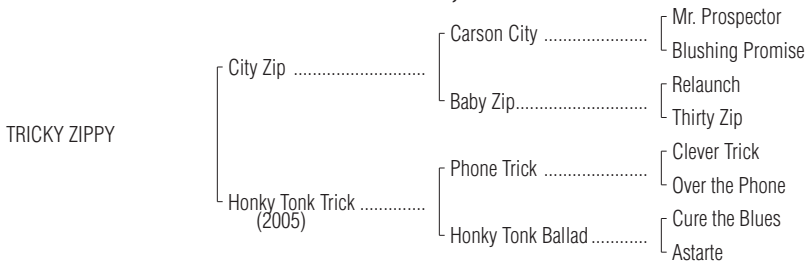 Mr. Prospector
Carson City ......................
Blushing Promise
City Zip ............................
Relaunch
Baby Zip............................
Thirty Zip
TRICKY ZIPPY
Clever Trick
Phone Trick ......................
Over the Phone
Honky Tonk Trick ..............
(2005)
Cure the Blues
Honky Tonk Ballad............
Astarte